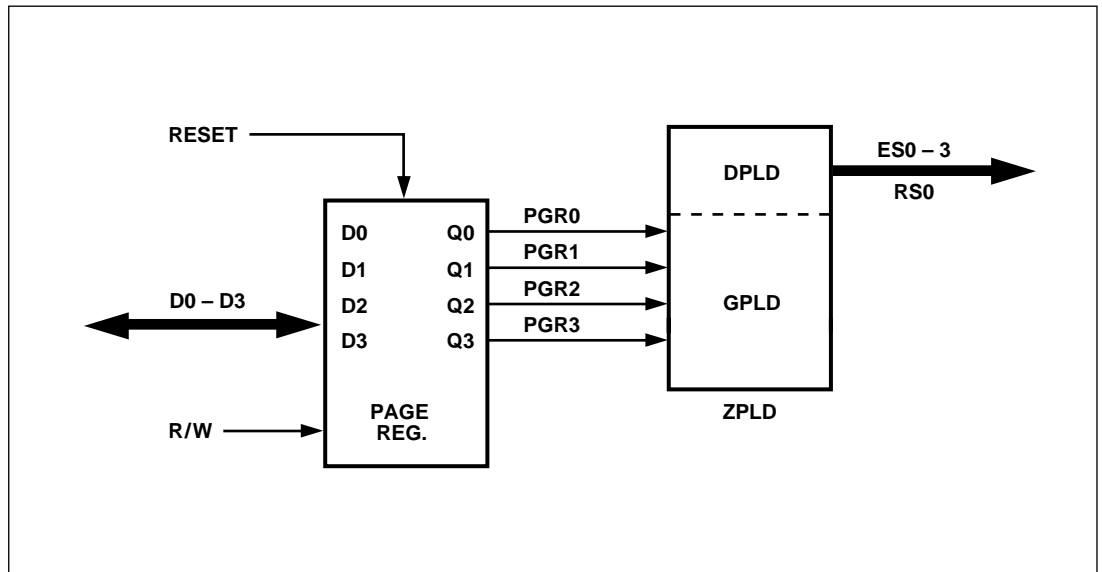 RESET
D0 – D3
R/W
D0 Q0
D1 Q1
D2 Q2
D3 Q3
PAGE
REG.
PGR0
PGR1
PGR2
PGR3
DPLD
GPLD
ZPLD
ES0 – 3
RS0